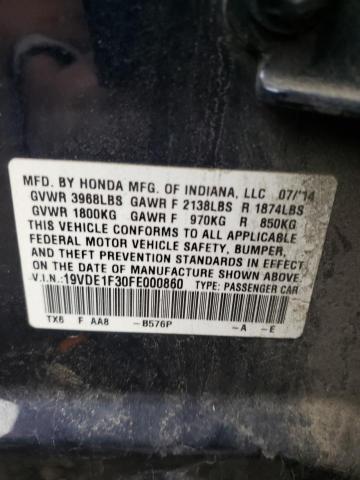 MFD. BY HONDA MFG. OF INDIANA, LLC 07/'14
GVWR 3968LBS GAWR F 2138LBS R 1874LBS
GVWR 1800KG GAWR F 970KG R 850KG
THIS VEHICLE CONFORMS TO ALL APPLICABLE
FEDERAL MOTOR VEHICLE SAFETY, BUMPER,
AND THEFT PREVENTION STANDARDS IN EFFECT
ON THE DATE OF MANUFACTURE SHOWN ABOVE.
V.I.N.:19VDE1F30FE000860 TYPE: PASSENGER CAR
TX6 F AA8 -B576P -A -E